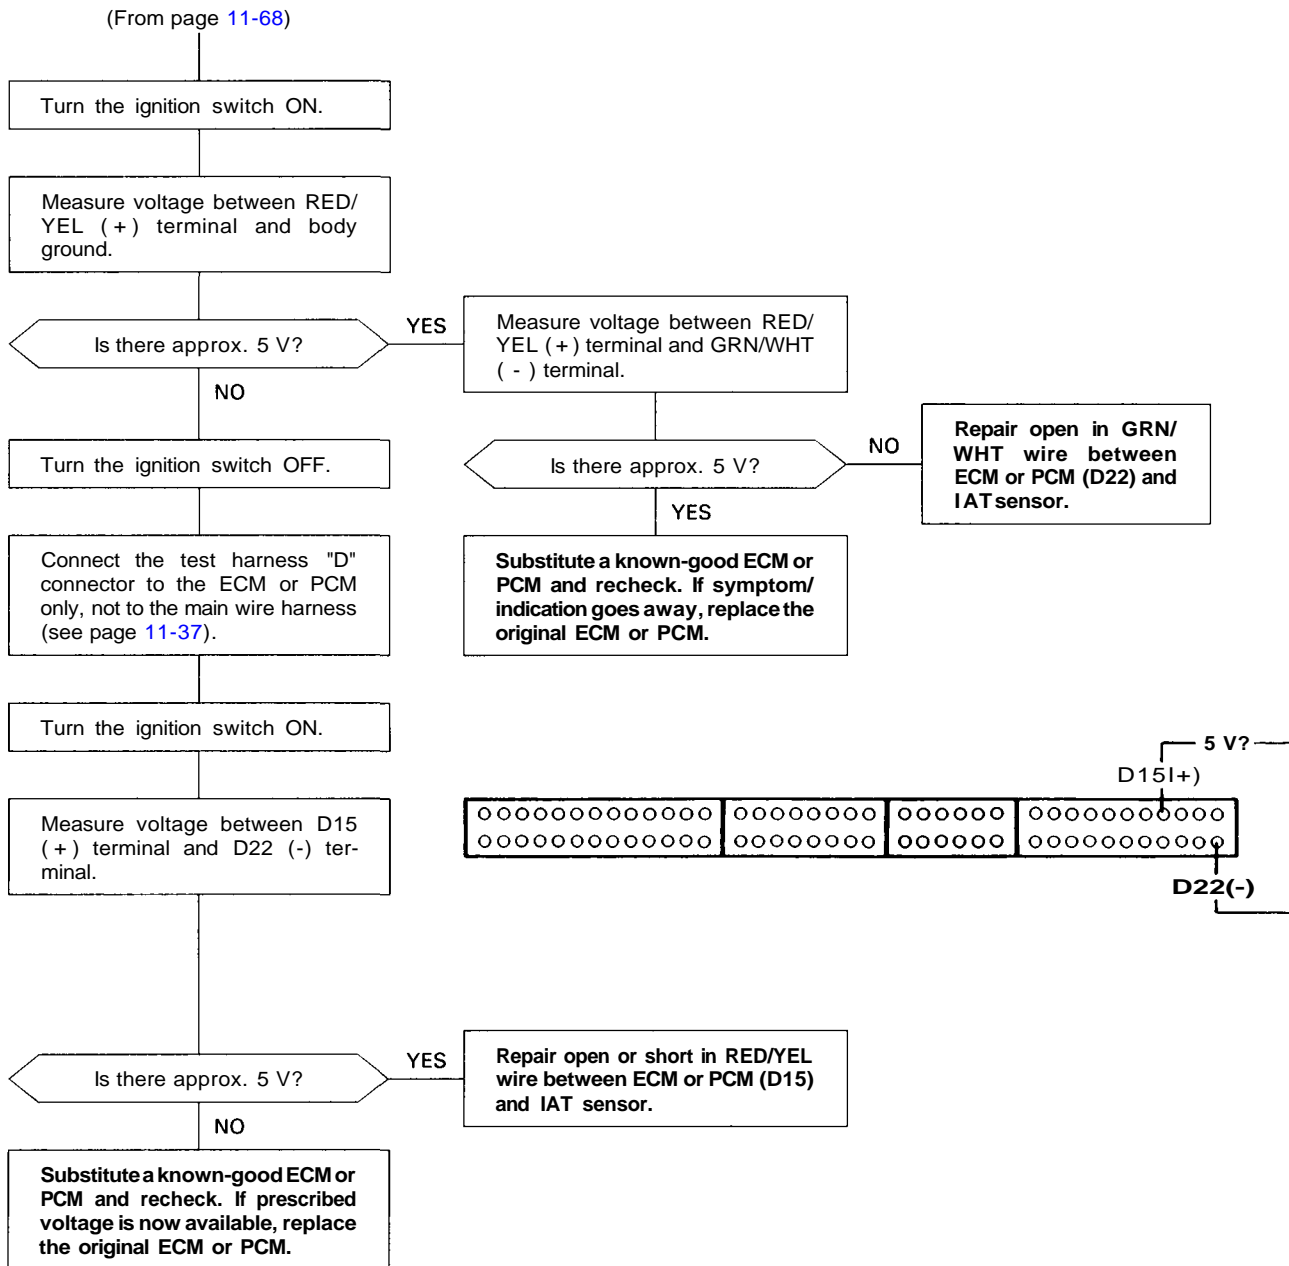 (From page 11-68)
Turn the ignition switch ON.
Measure voltage between RED/
YEL (+) terminal and body
ground.
Is there approx. 5 V?
YES
NO
Measure voltage between RED/
YEL (+) terminal and GRN/WHT
( - ) terminal.
Is there approx. 5 V?
NO
YES
Repair open in GRN/
WHT wire between
ECM or PCM (D22) and
IAT sensor.
Substitute a known-good ECM or
PCM and recheck. If symptom/
indication goes away, replace the
original ECM or PCM.
Turn the ignition switch OFF.
Connect the test harness "D"
connector to the ECM or PCM
only, not to the main wire harness
(see page 11-37).
Turn the ignition switch ON.
Measure voltage between D15
(+) terminal and D22 (-) ter-
minal.
5 V?
D15I+)
D22(-)
Is there approx. 5 V?
YES
NO
Repair open or short in RED/YEL
wire between ECM or PCM (D15)
and IAT sensor.
Substitute a known-good ECM or
PCM and recheck. If prescribed
voltage is now available, replace
the original ECM or PCM.